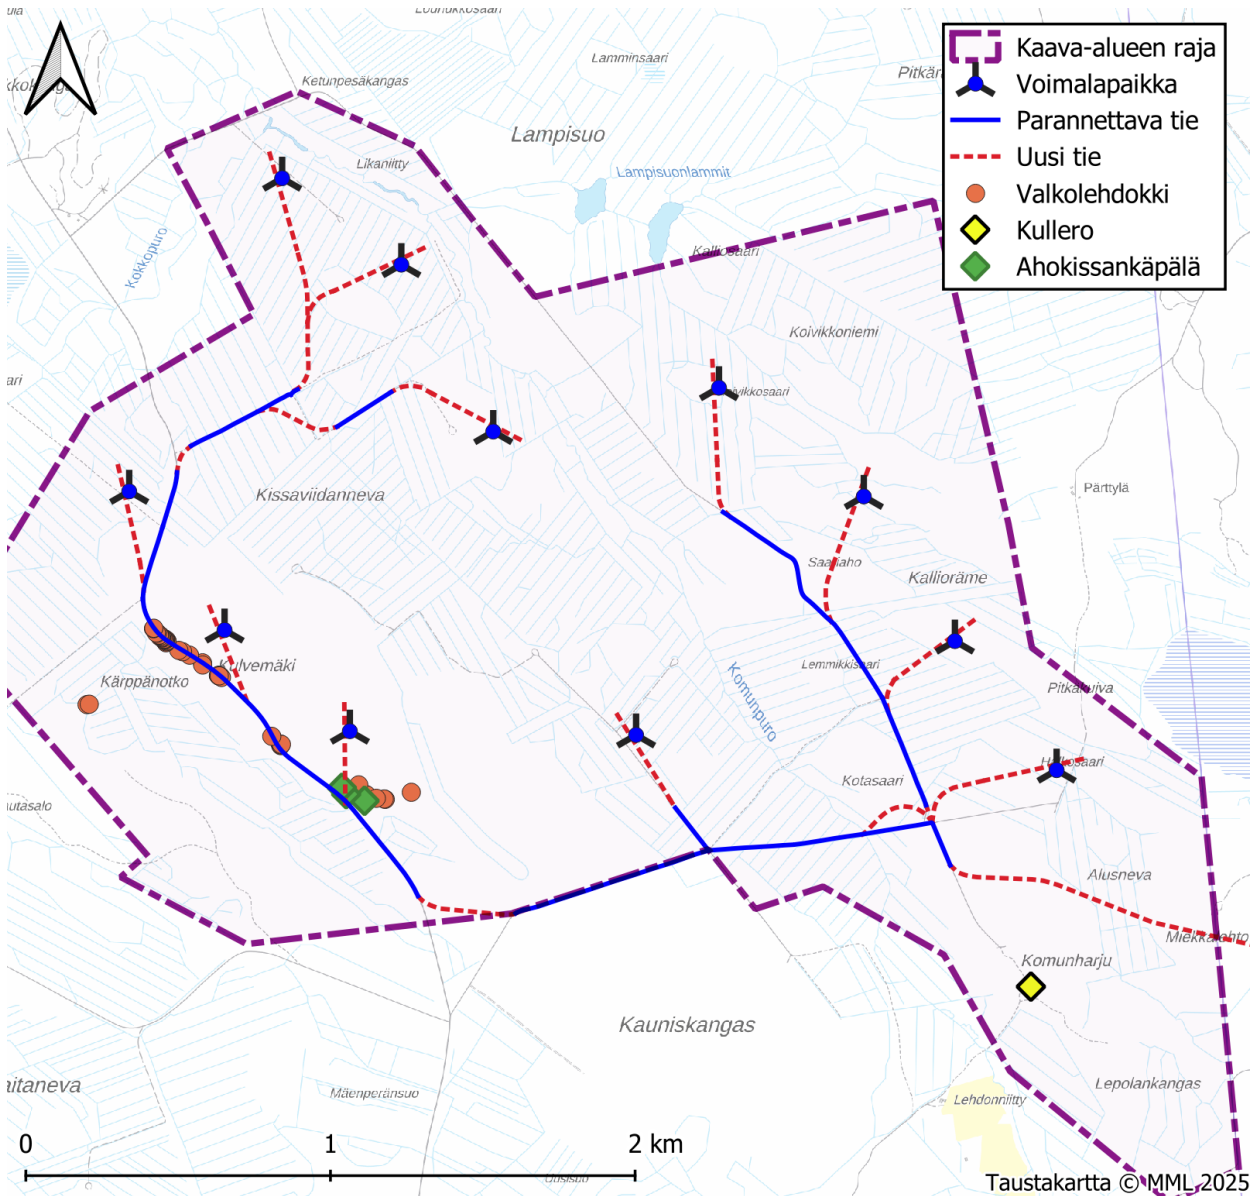 Kaava-alueen raja
Voimalapaikka
Parannettava tie
Uusi tie
Valkolehdokki
Kullero
Ahokissankäpälä
Lamminsaari
Ketunpesäkangas
Lampisuo
Likaniitty
Lampisuonlammit
Kokkopuro
Kalliosaari
Koivikkoniemi
Kissaviidanneva
Pärttylä
Kallioräme
Lemmikkisaari
Kulvemäki
Kärppänotko
Komunpuro
Pitkäkuiva
Kotasaari
Alusneva
Miekkalehto
Komunharju
Kauniskangas
Lepolankangas
Lehdonniitty
Mäenperänsuo
0 1 2 km
Taustakartta © MML 2025